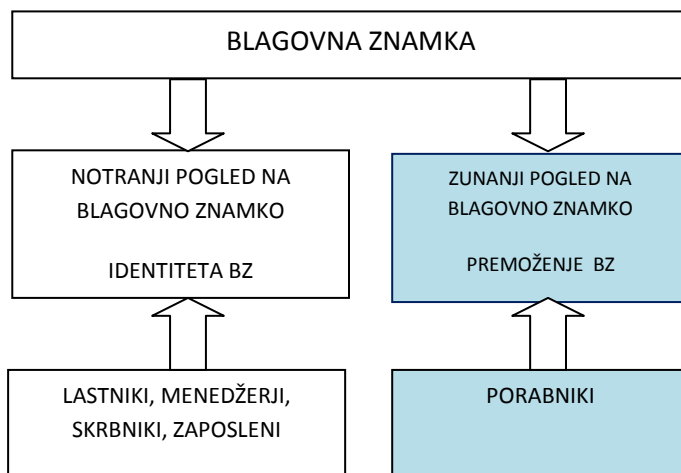 BLAGOVNA ZNAMKA
NOTRANJI POGLED NA
BLAGOVNO ZNAMKO
IDENTITETA BZ
ZUNANJI POGLED NA
BLAGOVNO ZNAMKO
PREMOŽENJE BZ
LASTNIKI, MENEDŽERJI,
SKRBNIKI, ZAPOSLENI
PORABNIKI